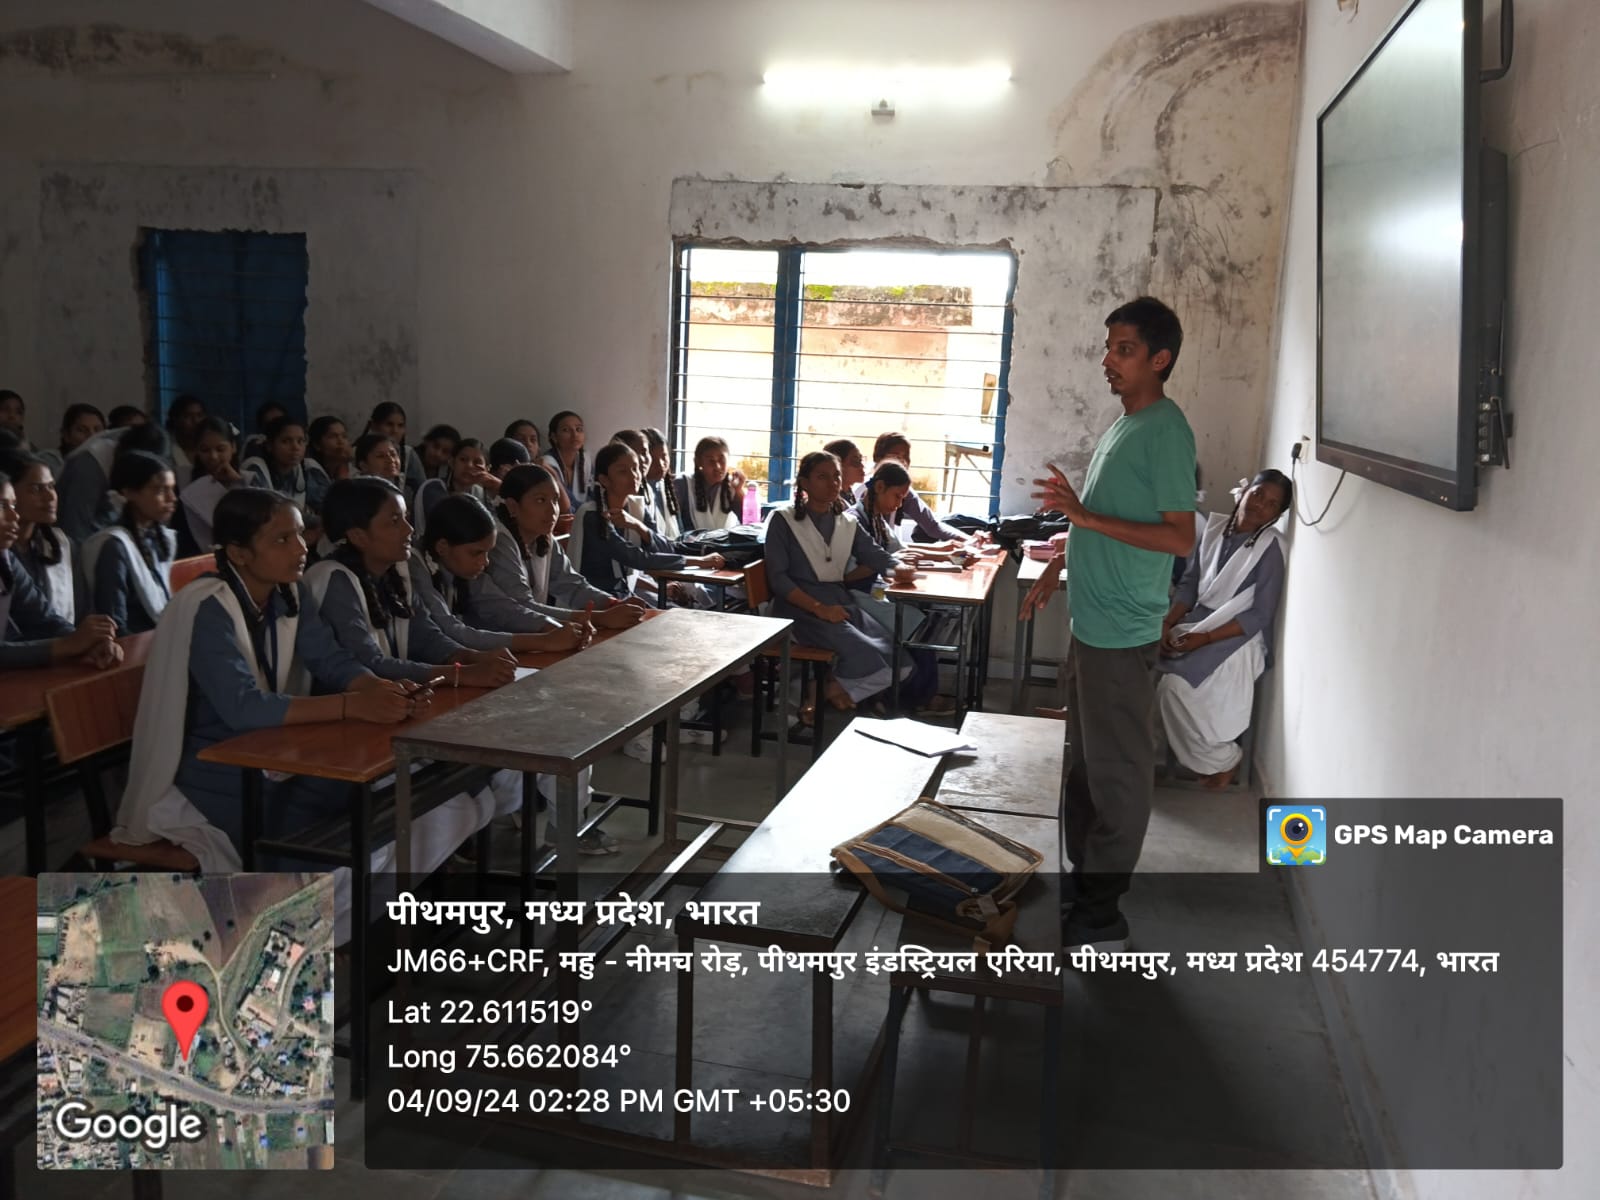 GPS Map Camera
पीथमपुर, मध्य प्रदेश, भारत
JM66+CRF, महु - नीमच रोड़, पीथमपुर इंडस्ट्रियल एरिया, पीथमपुर, मध्य प्रदेश 454774, भारत
Lat 22.611519°
Long 75.662084°
04/09/24 02:28 PM GMT +05:30
Google